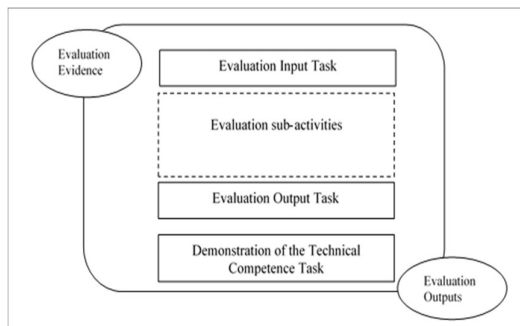 Evaluation
Evidence
Evaluation Input Task
Evaluation sub-activities
Evaluation Output Task
Demonstration of the Technical
Competence Task
Evaluation
Outputs